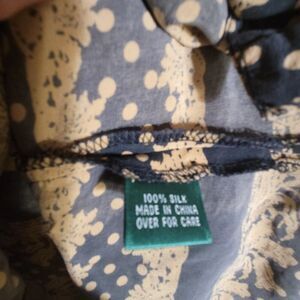 100% SILK
MADE IN CHINA
OVER FOR CARE